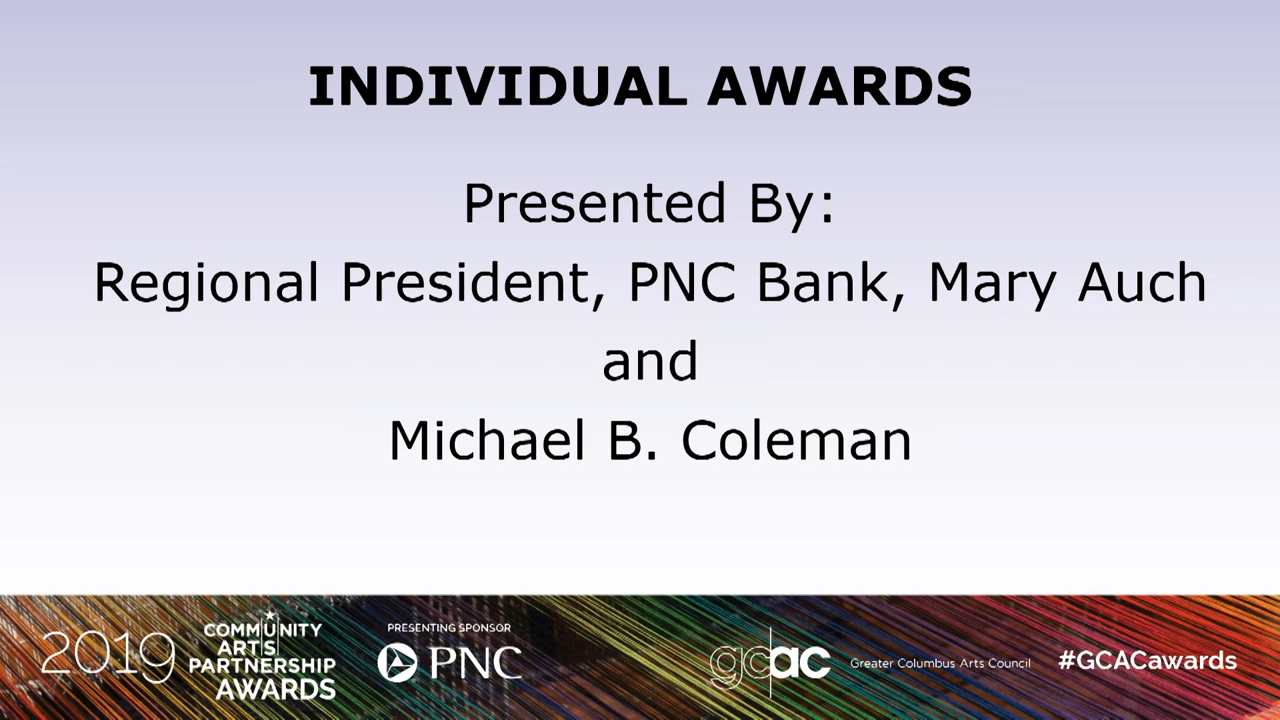 INDIVIDUAL AWARDS
Presented By:
Regional President, PNC Bank, Mary Auch
and
Michael B. Coleman
2019
COMMUNITY
ARTS
PARTNERSHIP
AWARDS
PRESENTING SPONSOR
PNC
gcac
Greater Columbus Arts Council
#GCACawards